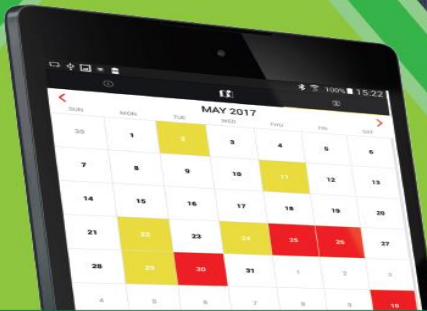 100% 15:22
MAY 2017
SUN MON TUE WED THU FRI SAT
30 1 2 3 4 5 6
7 8 9 10 11 12 13
14 15 16 17 18 19 20
21 22 23 24 25 26 27
28 29 30 31 1 2 3
4 5 6 7 8 9 10